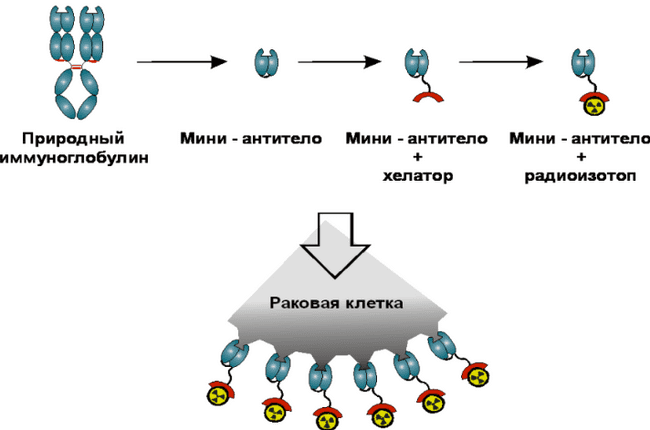 Природный
иммуноглобулин
Мини - антитело
Мини - антитело
+
хелатор
Мини - антитело
+
радиоизотоп
Раковая клетка